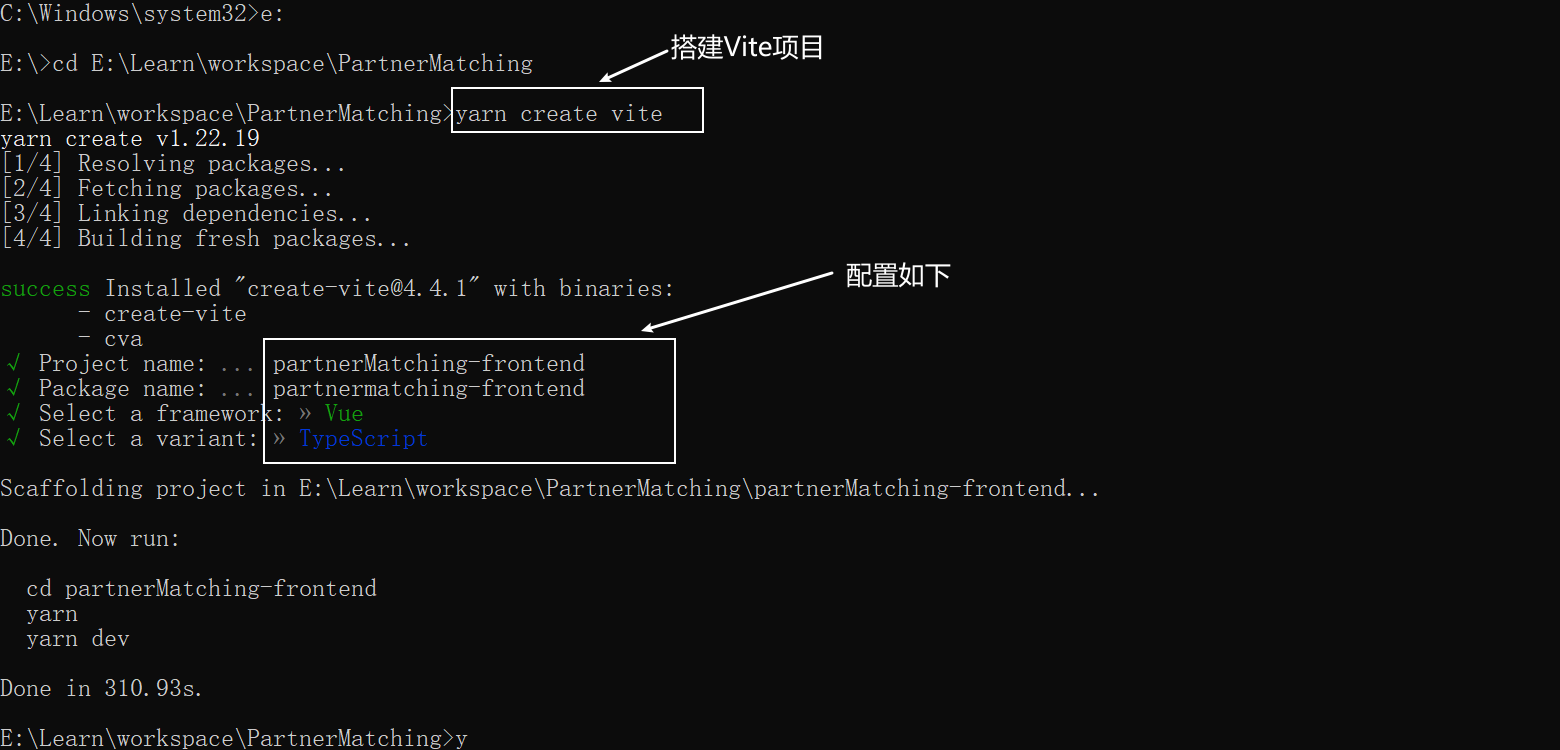 C:\Windows\system32>e:
E:\>cd E:\Learn\workspace\PartnerMatching
搭建Vite项目
E:\Learn\workspace\PartnerMatching>yarn create vite
yarn create v1.22.19
[1/4] Resolving packages...
[2/4] Fetching packages...
[3/4] Linking dependencies...
[4/4] Building fresh packages...
配置如下
success Installed "create-vite@4.4.1" with binaries:
- create-vite
- cva
√ Project name: ... partnerMatching-frontend
√ Package name: ... partnermatching-frontend
√ Select a framework: » Vue
√ Select a variant: » TypeScript
Scaffolding project in E:\Learn\workspace\PartnerMatching\partnerMatching-frontend...
Done. Now run:
cd partnerMatching-frontend
yarn
yarn dev
Done in 310.93s.
E:\Learn\workspace\PartnerMatching>y